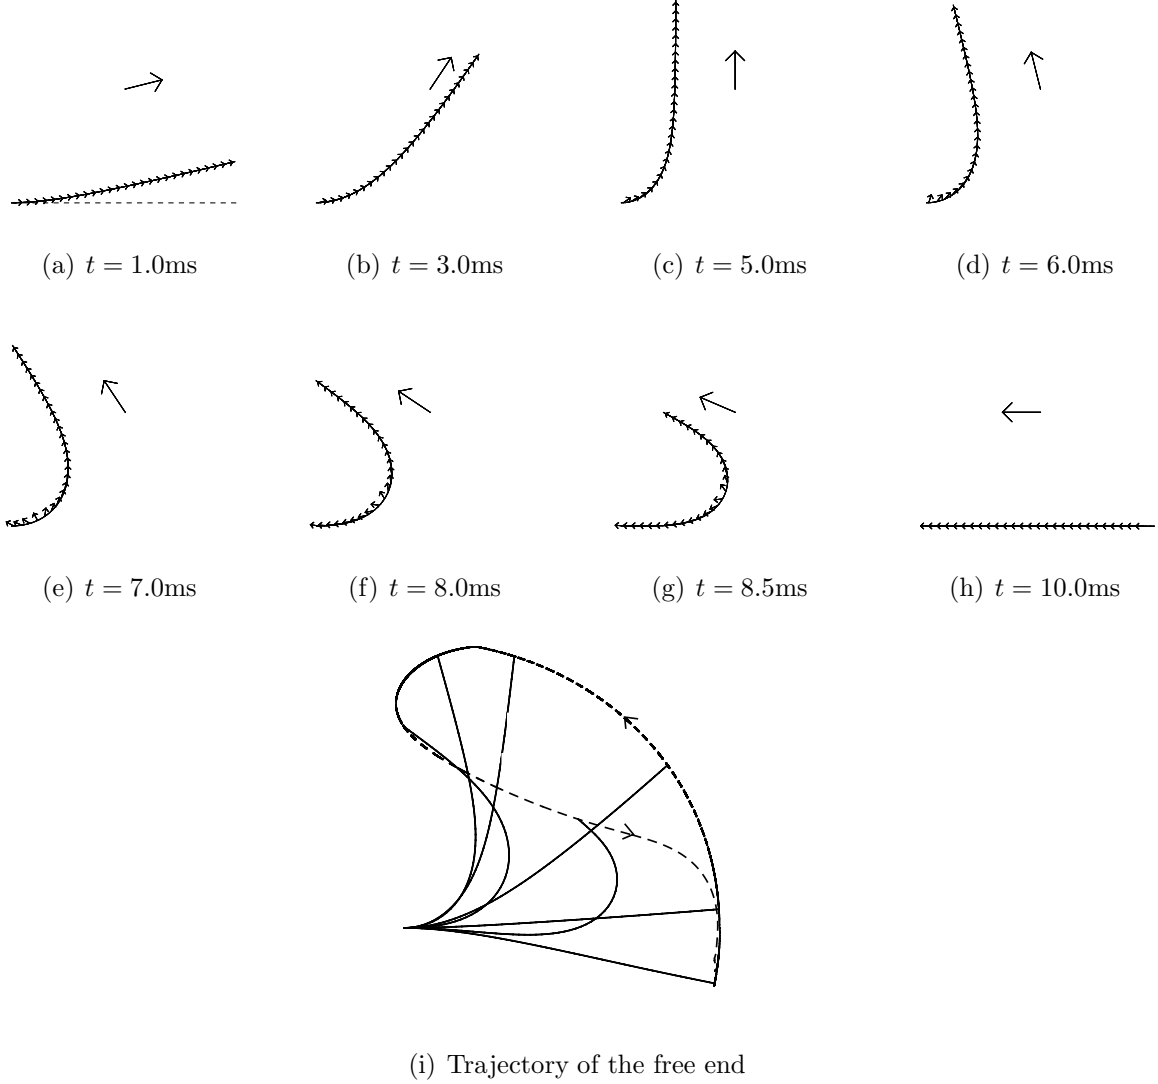 (a) t = 1.0ms
(b) t = 3.0ms
(c) t = 5.0ms
(d) t = 6.0ms
(e) t = 7.0ms
(f) t = 8.0ms
(g) t = 8.5ms
(h) t = 10.0ms
(i) Trajectory of the free end